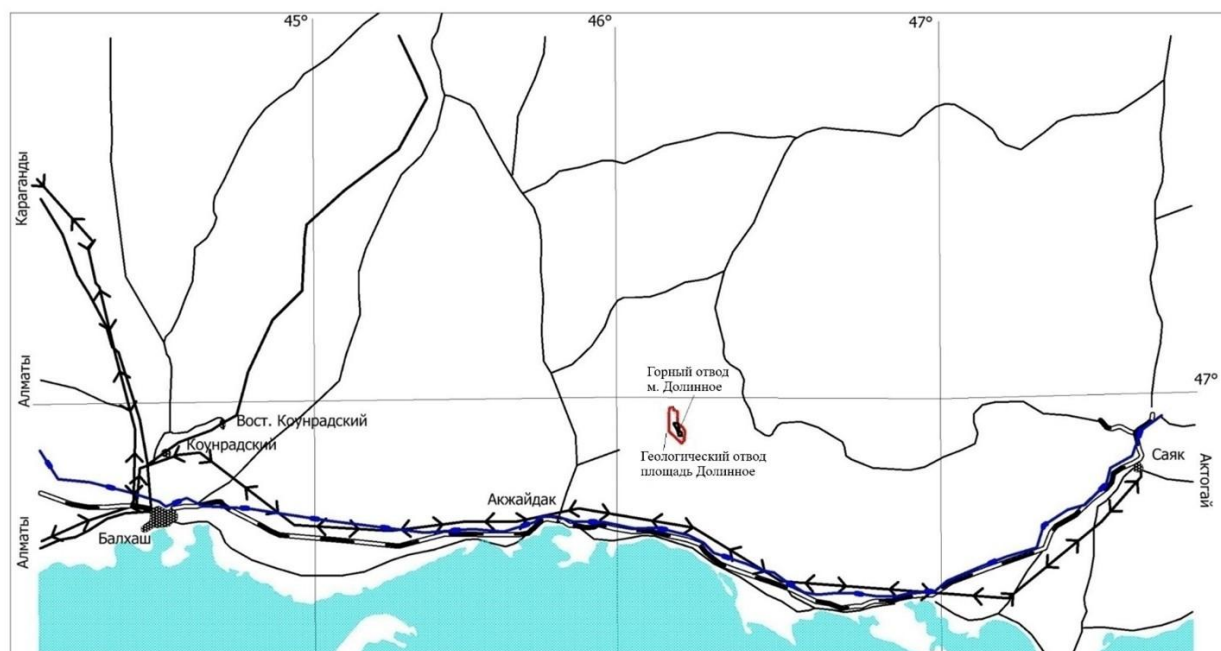 45°
46°
47°
Караганды
Алматы
47°
Горный отвод
м. Долинное
Вост. Коунрадский
Коунрадский
Геологический отвод
площадь Долинное
Саяк
Актогай
Акжайдак
Балхаш
Алматы